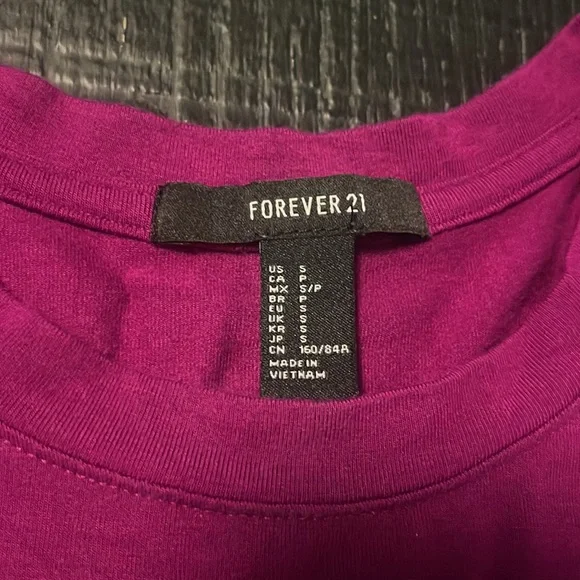 FOREVER 21
US S
CA P
MX S/P
BR P
EU S
UK S
KR S
JP S
CN 160/84A
MADE IN
VIETNAM